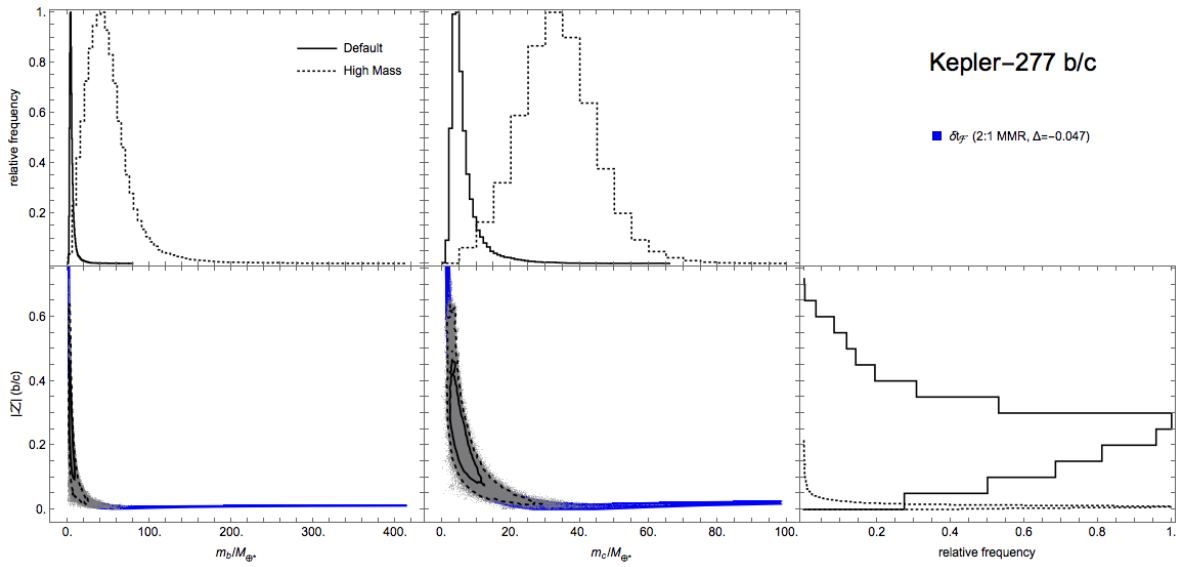 1.
0.8
0.6
0.4
0.2
relative frequency
Default
High Mass
Kepler–277 b/c
δ𝒱_F (2:1 MMR, Δ=−0.047)
0.6
0.4
0.2
0.
|Z| (b/c)
0. 100. 200. 300. 400.
m_b/M_⊕*
0. 20. 40. 60. 80. 100.
m_c/M_⊕*
0.2 0.4 0.6 0.8 1.
relative frequency